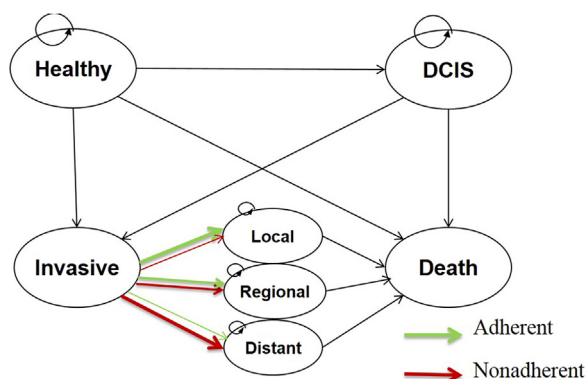 Healthy
DCIS
Local
Invasive
Regional
Death
Distant
Adherent
Nonadherent